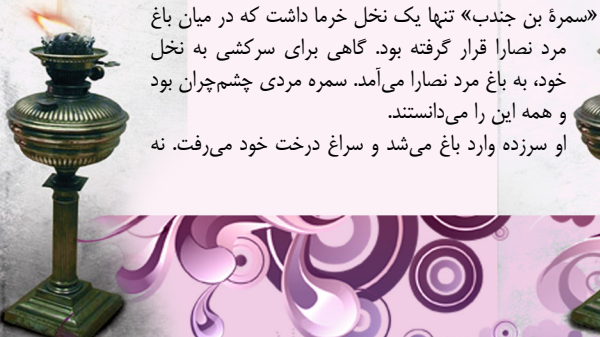 «سمرهٔ بن جندب» تنها یک نخل خرما داشت که در میان باغ
مرد نصارا قرار گرفته بود. گاهی برای سرکشی به نخل
خود، به باغ مرد نصارا می‌آمد. سمره مردی چشم‌چران بود
و همه این را می‌دانستند.
او سرزده وارد باغ می‌شد و سراغ درخت خود می‌رفت. نه